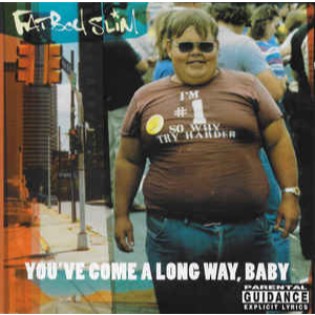 FATBOY SLIM
I'M
#1
SO WHY
TRY HARDER
YOU'VE COME A LONG WAY, BABY
PARENTAL
GUIDANCE
EXPLICIT LYRICS